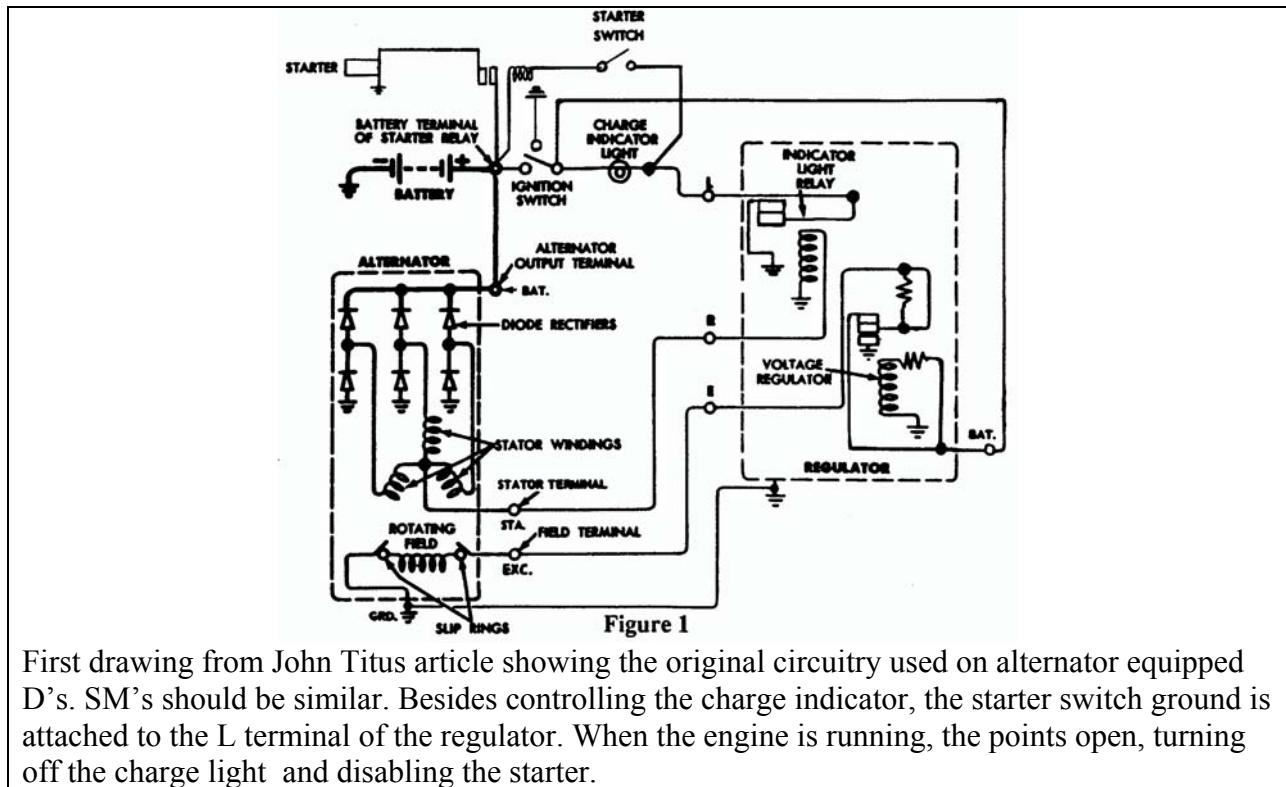 STARTER
SWITCH
STARTER
BATTERY TERMINAL
OF STARTER RELAY
CHARGE
INDICATOR
LIGHT
INDICATOR
LIGHT
RELAY
- +
BATTERY
IGNITION
SWITCH
L
ALTERNATOR
ALTERNATOR
OUTPUT TERMINAL
BAT.
DIODE RECTIFIERS
R
VOLTAGE
REGULATOR
E
BAT.
STATOR WINDINGS
REGULATOR
STATOR TERMINAL
STA.
ROTATING
FIELD
FIELD TERMINAL
EXC.
GRD.
SLIP RINGS
Figure 1
First drawing from John Titus article showing the original circuitry used on alternator equipped
D's. SM's should be similar. Besides controlling the charge indicator, the starter switch ground is
attached to the L terminal of the regulator. When the engine is running, the points open, turning
off the charge light and disabling the starter.